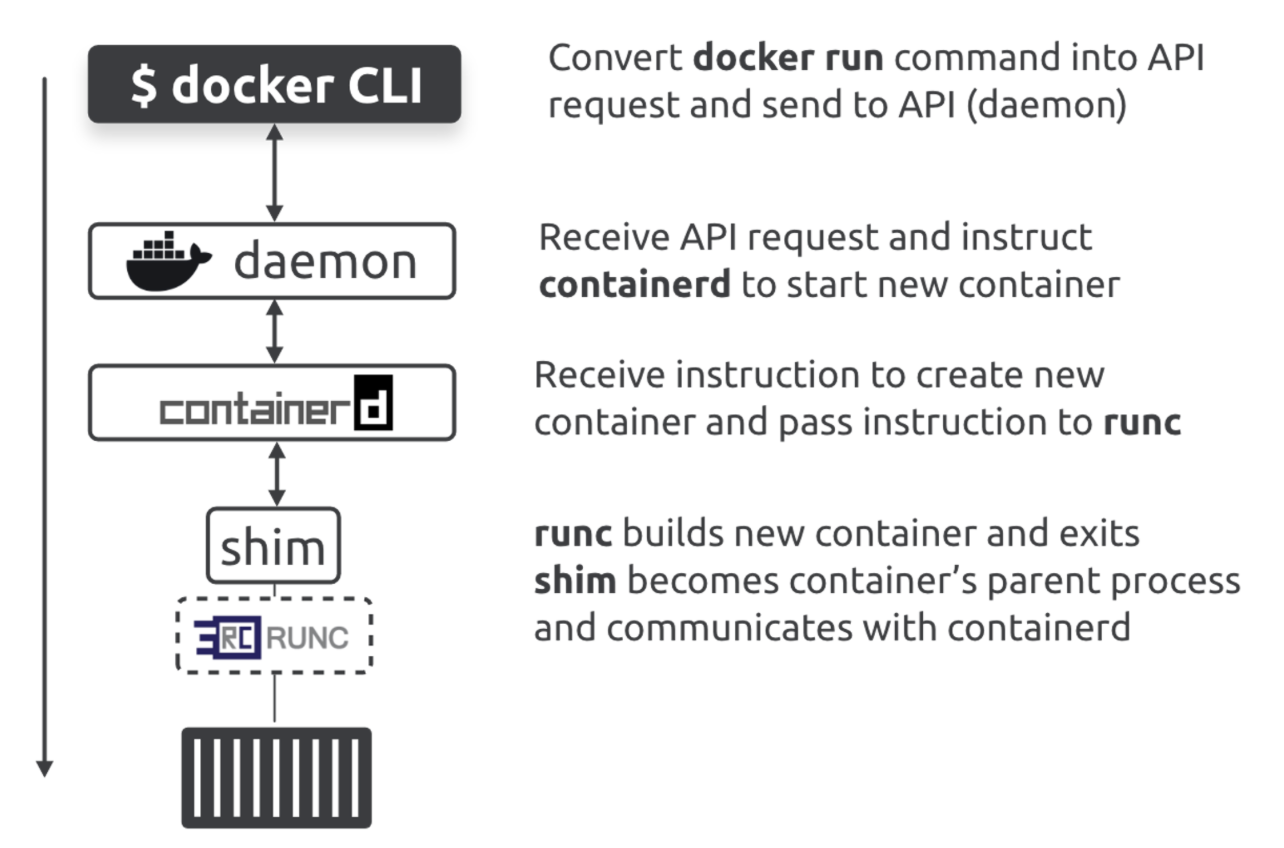 $ docker CLI
Convert docker run command into API
request and send to API (daemon)
daemon
Receive API request and instruct
containerd to start new container
containerd
Receive instruction to create new
container and pass instruction to runc
shim
runc builds new container and exits
shim becomes container’s parent process
and communicates with containerd
RC RUNC